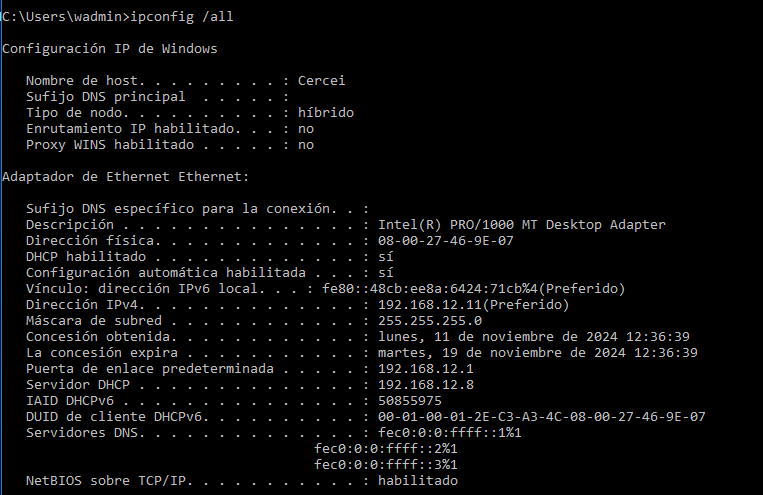 C:\Users\wadmin>ipconfig /all
Configuración IP de Windows
Nombre de host. . . . . . . . . : Cercei
Sufijo DNS principal  . . . . . :
Tipo de nodo. . . . . . . . . . : híbrido
Enrutamiento IP habilitado. . . : no
Proxy WINS habilitado . . . . . : no
Adaptador de Ethernet Ethernet:
Sufijo DNS específico para la conexión. . :
Descripción . . . . . . . . . . . . . . . : Intel(R) PRO/1000 MT Desktop Adapter
Dirección física. . . . . . . . . . . . . : 08-00-27-46-9E-07
DHCP habilitado . . . . . . . . . . . . . : sí
Configuración automática habilitada . . . : sí
Vínculo: dirección IPv6 local. . . : fe80::48cb:ee8a:6424:71cb%4(Preferido)
Dirección IPv4. . . . . . . . . . . . . . : 192.168.12.11(Preferido)
Máscara de subred . . . . . . . . . . . . : 255.255.255.0
Concesión obtenida. . . . . . . . . . . . : lunes, 11 de noviembre de 2024 12:36:39
La concesión expira . . . . . . . . . . . : martes, 19 de noviembre de 2024 12:36:39
Puerta de enlace predeterminada . . . . . : 192.168.12.1
Servidor DHCP . . . . . . . . . . . . . . : 192.168.12.8
IAID DHCPv6 . . . . . . . . . . . . . . . : 50855975
DUID de cliente DHCPv6. . . . . . . . . . : 00-01-00-01-2E-C3-A3-4C-08-00-27-46-9E-07
Servidores DNS. . . . . . . . . . . . . . : fec0:0:0:ffff::1%1
fec0:0:0:ffff::2%1
fec0:0:0:ffff::3%1
NetBIOS sobre TCP/IP. . . . . . . . . . . : habilitado